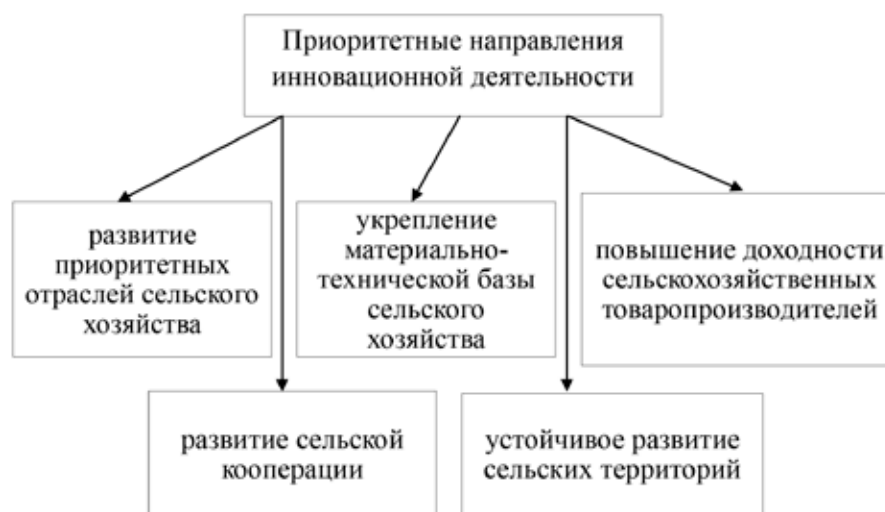 Приоритетные направления
инновационной деятельности
развитие
приоритетных
отраслей сельского
хозяйства
укрепление
материально-
технической базы
сельского
хозяйства
повышение доходности
сельскохозяйственных
товаропроизводителей
развитие сельской
кооперации
устойчивое развитие
сельских территорий